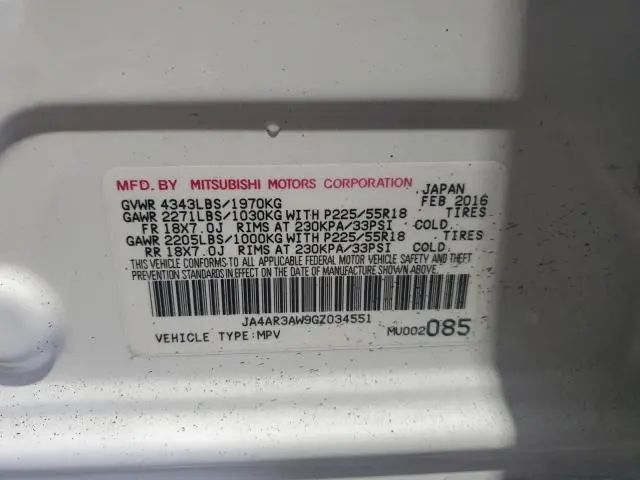 MFD. BY MITSUBISHI MOTORS CORPORATION JAPAN
GVWR 4343LBS/1970KG FEB 2016
GAWR 2271LBS/1030KG WITH P225/55R18 TIRES
FR 18X7.0J RIMS AT 230KPA/33PSI COLD.
GAWR 2205LBS/1000KG WITH P225/55R18 TIRES
RR 18X7.0J RIMS AT 230KPA/33PSI COLD.
THIS VEHICLE CONFORMS TO ALL APPLICABLE FEDERAL VEHICLE SAFETY AND THEFT
PREVENTION STANDARDS IN EFFECT ON THE DATE OF MANUFACTURE SHOWN ABOVE.
JA4AR3AW9GZ034551
VEHICLE TYPE:MPV MU002085